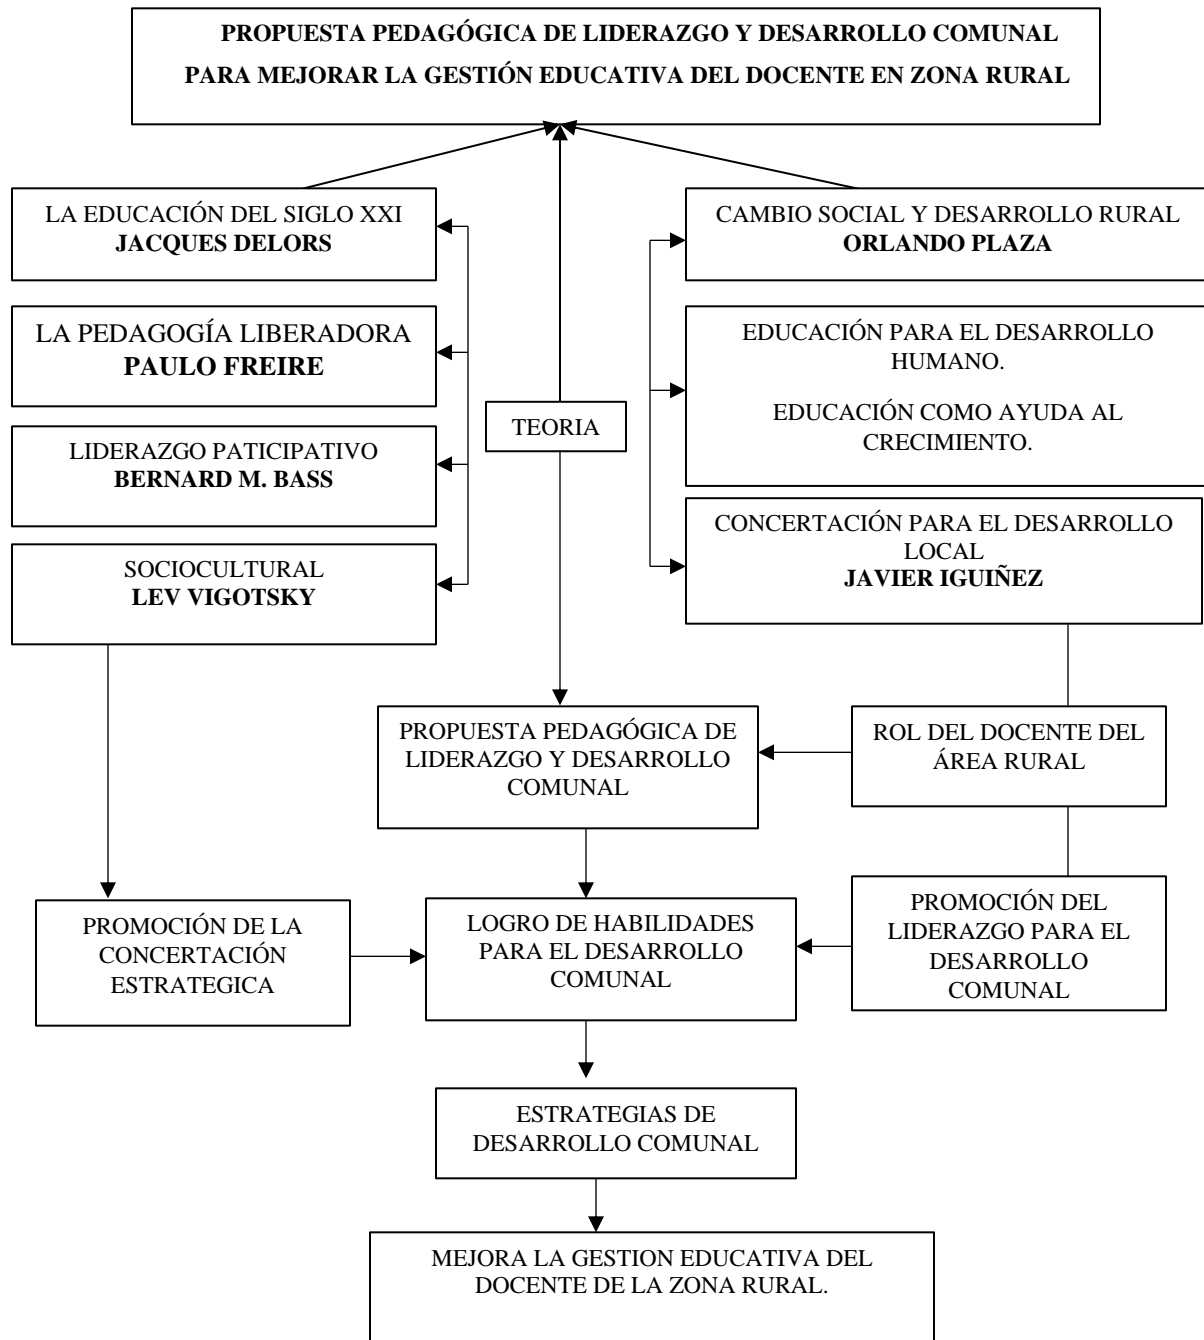 PROPUESTA PEDAGÓGICA DE LIDERAZGO Y DESARROLLO COMUNAL
PARA MEJORAR LA GESTIÓN EDUCATIVA DEL DOCENTE EN ZONA RURAL
LA EDUCACIÓN DEL SIGLO XXI
JACQUES DELORS
CAMBIO SOCIAL Y DESARROLLO RURAL
ORLANDO PLAZA
LA PEDAGOGÍA LIBERADORA
PAULO FREIRE
EDUCACIÓN PARA EL DESARROLLO
HUMANO.
EDUCACIÓN COMO AYUDA AL
CRECIMIENTO.
TEORIA
LIDERAZGO PATICIPATIVO
BERNARD M. BASS
CONCERTACIÓN PARA EL DESARROLLO
LOCAL
JAVIER IGUIÑEZ
SOCIOCULTURAL
LEV VIGOTSKY
PROPUESTA PEDAGÓGICA DE
LIDERAZGO Y DESARROLLO
COMUNAL
ROL DEL DOCENTE DEL
ÁREA RURAL
PROMOCIÓN DE LA
CONCERTACIÓN
ESTRATEGICA
LOGRO DE HABILIDADES
PARA EL DESARROLLO
COMUNAL
PROMOCIÓN DEL
LIDERAZGO PARA EL
DESARROLLO
COMUNAL
ESTRATEGIAS DE
DESARROLLO COMUNAL
MEJORA LA GESTION EDUCATIVA DEL
DOCENTE DE LA ZONA RURAL.